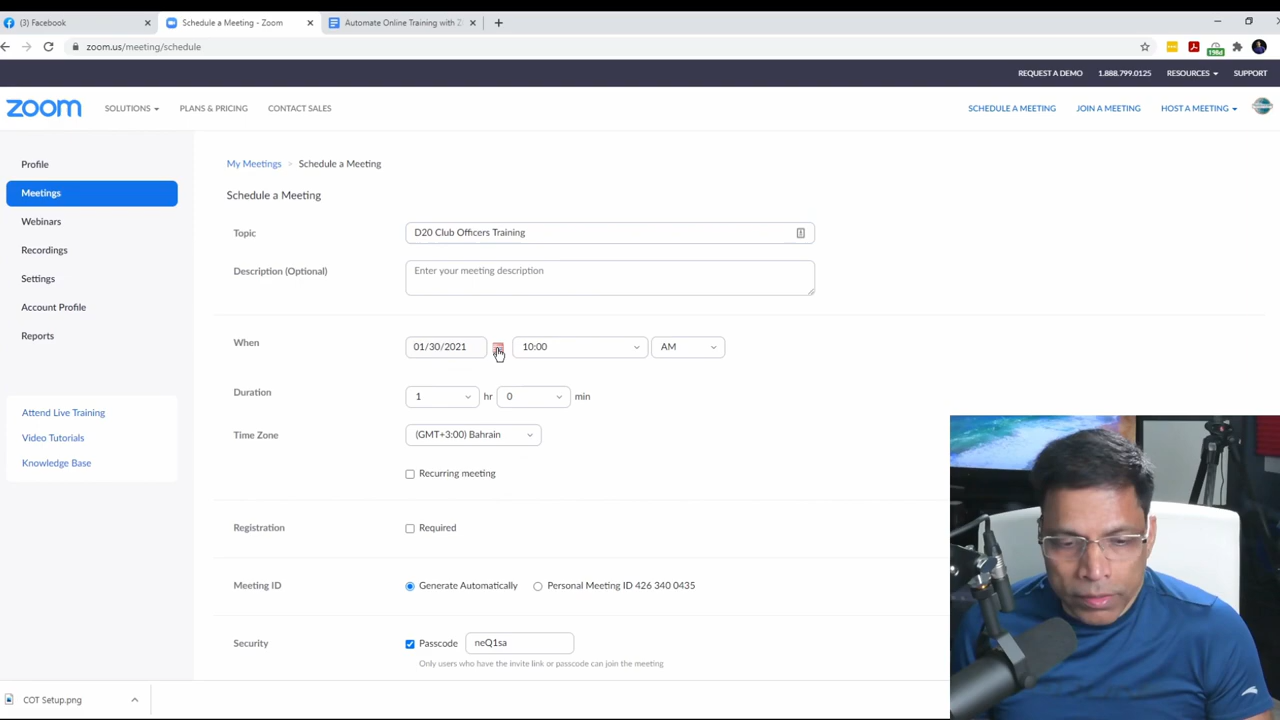 (3) Facebook
Schedule a Meeting - Zoom
Automate Online Training with Z
zoom.us/meeting/schedule
198d
REQUEST A DEMO 1.888.799.0125 RESOURCES SUPPORT
zoom SOLUTIONS PLANS & PRICING CONTACT SALES SCHEDULE A MEETING JOIN A MEETING HOST A MEETING
Profile
Meetings
Webinars
Recordings
Settings
Account Profile
Reports
Attend Live Training
Video Tutorials
Knowledge Base
My Meetings > Schedule a Meeting
Schedule a Meeting
Topic D20 Club Officers Training
Description (Optional) Enter your meeting description
When 01/30/2021 10:00 AM
Duration 1 hr 0 min
Time Zone (GMT+3:00) Bahrain
Recurring meeting
Registration Required
Meeting ID Generate Automatically Personal Meeting ID 426 340 0435
Security Passcode neQ1sa
Only users who have the invite link or passcode can join the meeting
COT Setup.png